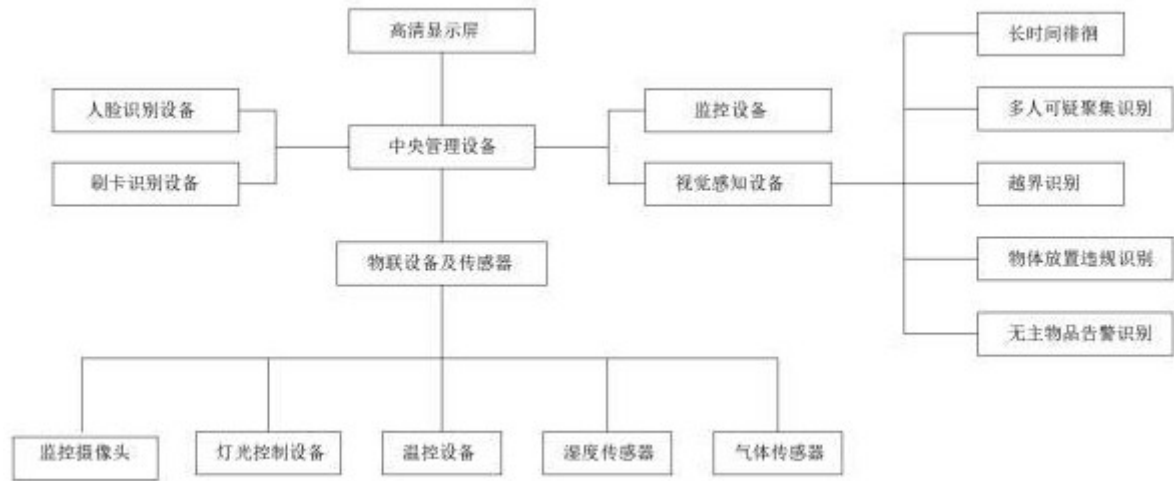 高清显示屏
长时间徘徊
人脸识别设备
监控设备
多人可疑聚集识别
中央管理设备
刷卡识别设备
视觉感知设备
越界识别
物联设备及传感器
物体放置违规识别
无主物品告警识别
监控摄像头
灯光控制设备
温控设备
湿度传感器
气体传感器